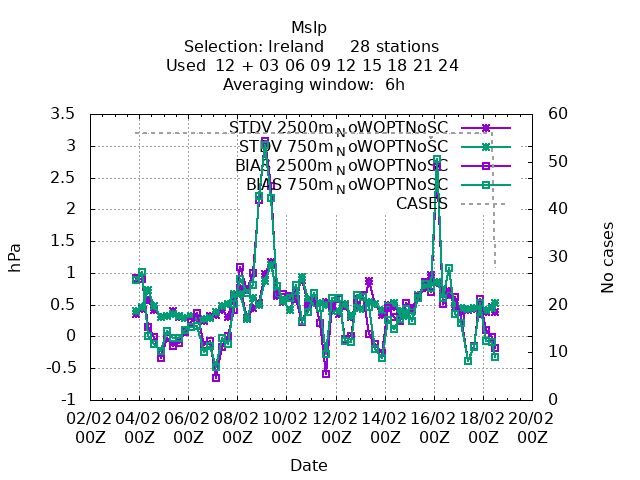 Mslp
Selection: Ireland     28 stations
Used  12 + 03 06 09 12 15 18 21 24
Averaging window:  6h
3.5
3
2.5
2
1.5
1
0.5
0
-0.5
-1
hPa
60
50
40
30
20
10
0
No cases
STDV 2500m_NoWOPTNoSC
STDV 750m_NoWOPTNoSC
BIAS 2500m_NoWOPTNoSC
BIAS 750m_NoWOPTNoSC
CASES
02/02 04/02 06/02 08/02 10/02 12/02 14/02 16/02 18/02 20/02
00Z 00Z 00Z 00Z 00Z 00Z 00Z 00Z 00Z 00Z
Date